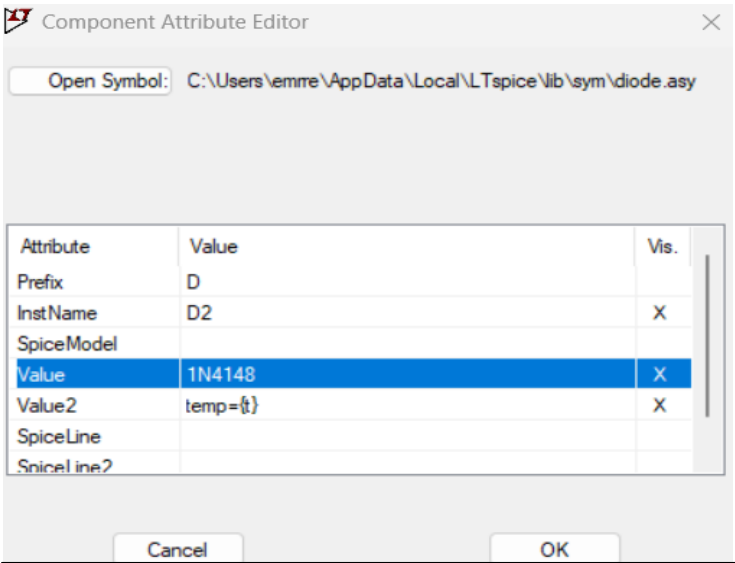 Component Attribute Editor
Open Symbol: C:\Users\emrre\AppData\Local\LTspice\lib\sym\diode.asy
Attribute Value Vis.
Prefix D
InstName D2 X
SpiceModel
Value 1N4148 X
Value2 temp={t} X
SpiceLine
SpiceLine2
Cancel OK